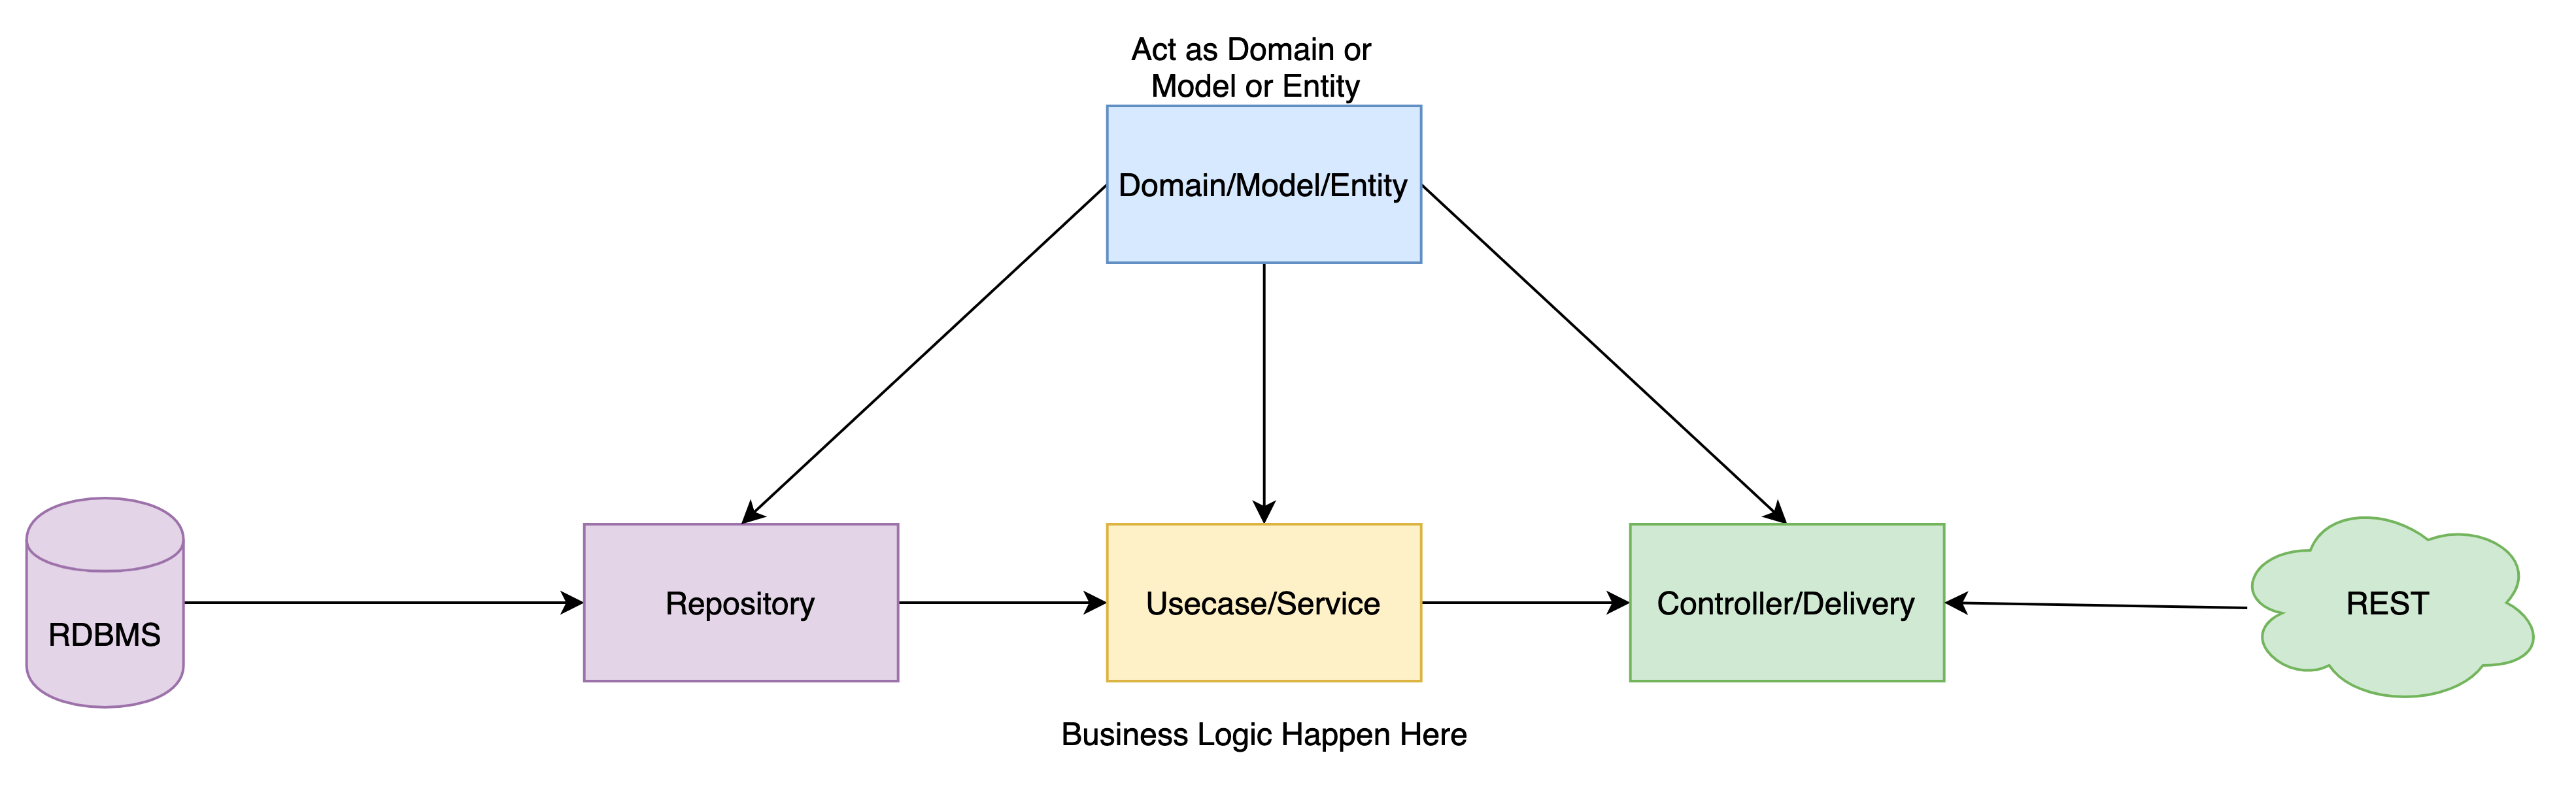 Act as Domain or
Model or Entity
Domain/Model/Entity
RDBMS
Repository
Usecase/Service
Controller/Delivery
REST
Business Logic Happen Here